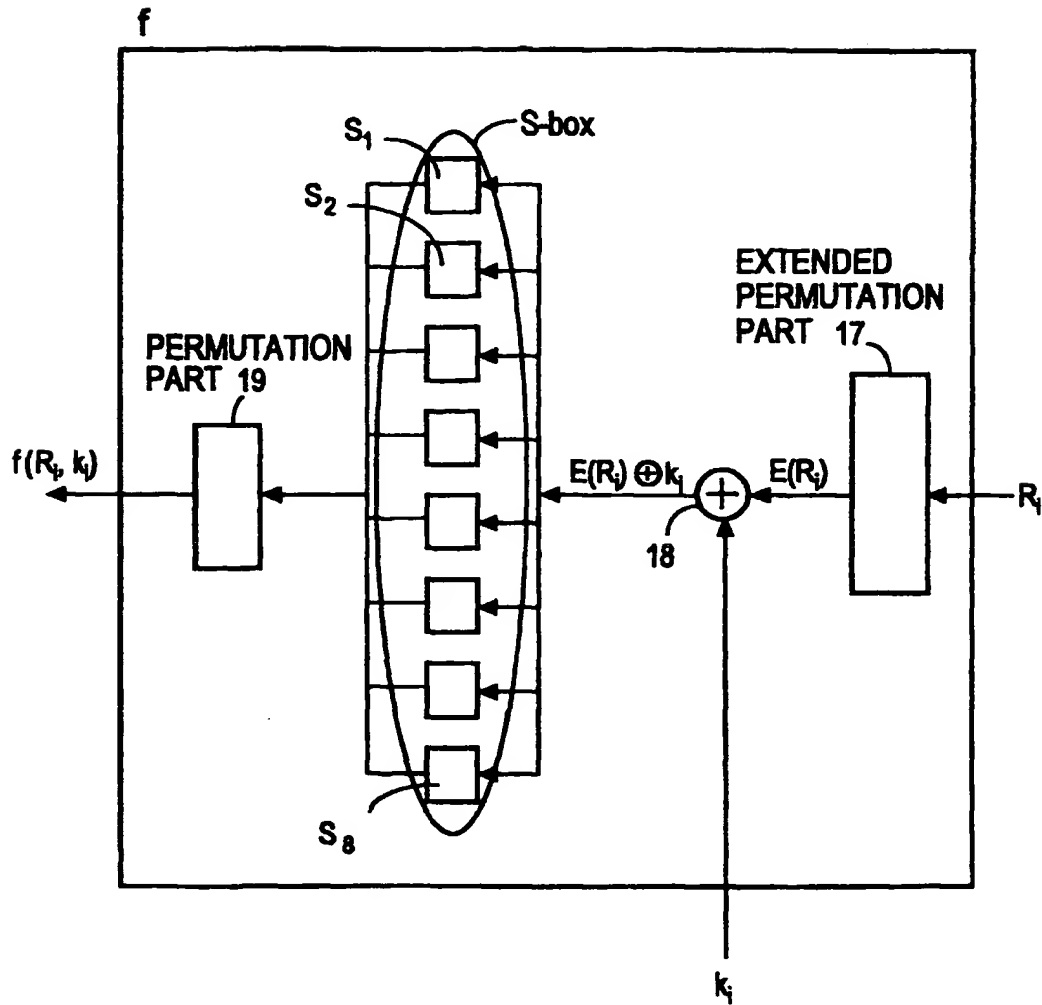 f
S1
S-box
S2
EXTENDED
PERMUTATION
PART 17
PERMUTATION
PART 19
f(Ri, ki)
E(Ri) ⊕ ki
E(Ri)
Ri
18
S8
ki